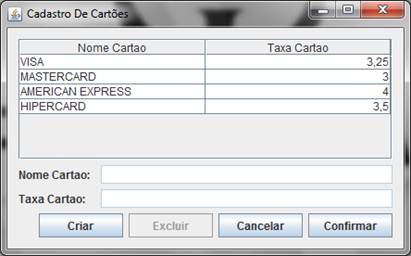 Cadastro De Cartões
Nome Cartao Taxa Cartao
VISA 3,25
MASTERCARD 3
AMERICAN EXPRESS 4
HIPERCARD 3,5
Nome Cartao:
Taxa Cartao:
Criar Excluir Cancelar Confirmar